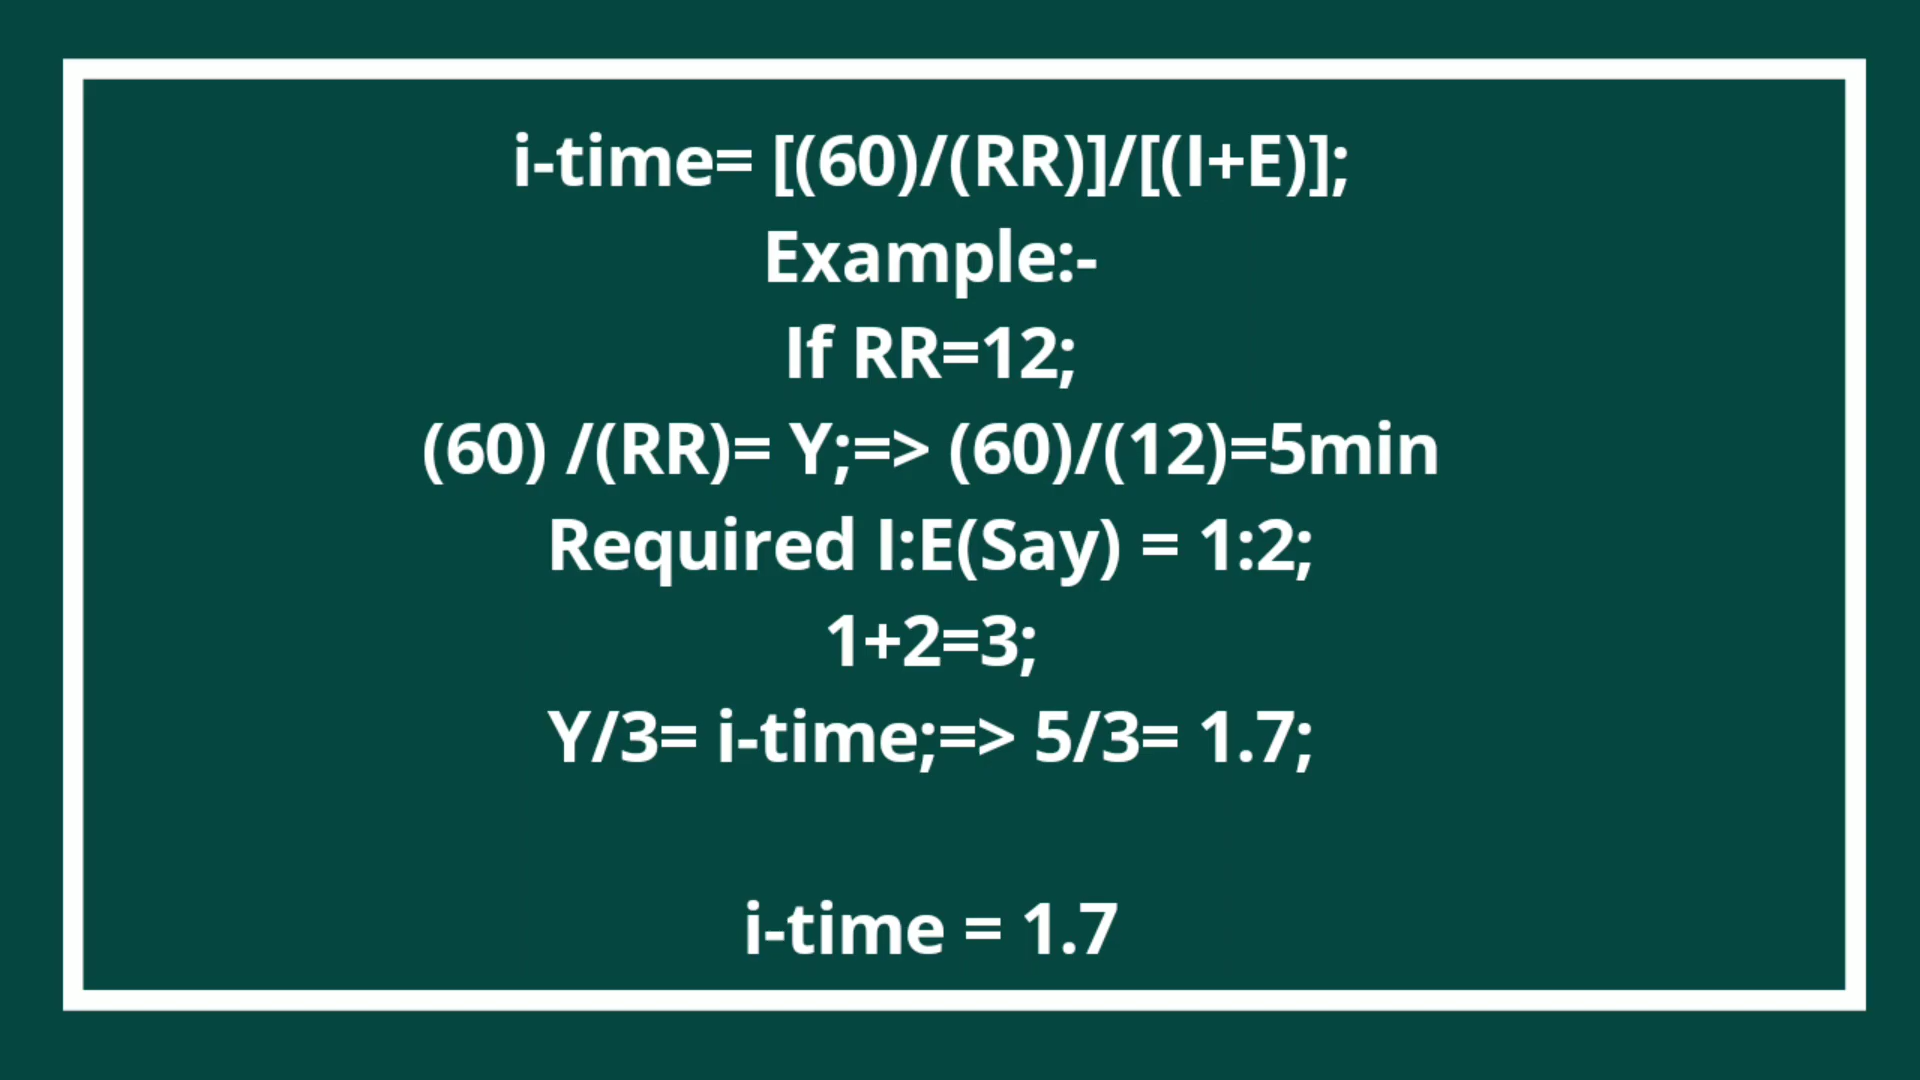 i-time= [(60)/(RR)]/[(I+E)];
Example:-
If RR=12;
(60) /(RR)= Y;=> (60)/(12)=5min
Required I:E(Say) = 1:2;
1+2=3;
Y/3= i-time;=> 5/3= 1.7;
i-time = 1.7